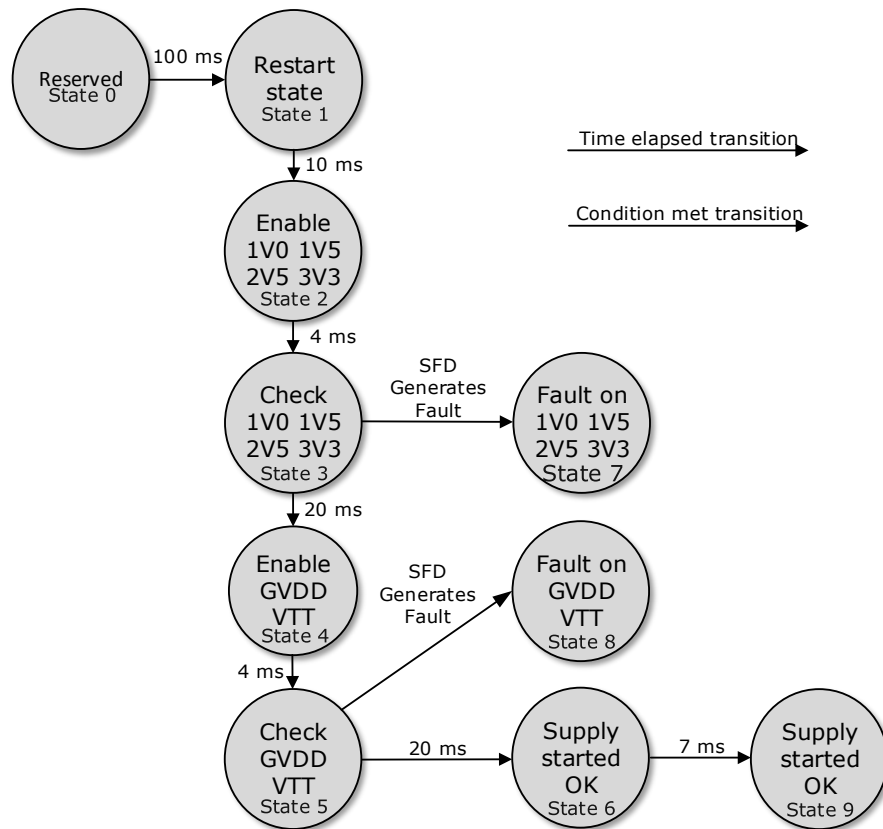 Reserved
State 0
100 ms
Restart
state
State 1
Time elapsed transition
Condition met transition
10 ms
Enable
1V0 1V5
2V5 3V3
State 2
4 ms
Check
1V0 1V5
2V5 3V3
State 3
SFD
Generates
Fault
Fault on
1V0 1V5
2V5 3V3
State 7
20 ms
Enable
GVDD
VTT
State 4
SFD
Generates
Fault
Fault on
GVDD
VTT
State 8
4 ms
Check
GVDD
VTT
State 5
20 ms
Supply
started
OK
State 6
7 ms
Supply
started
OK
State 9